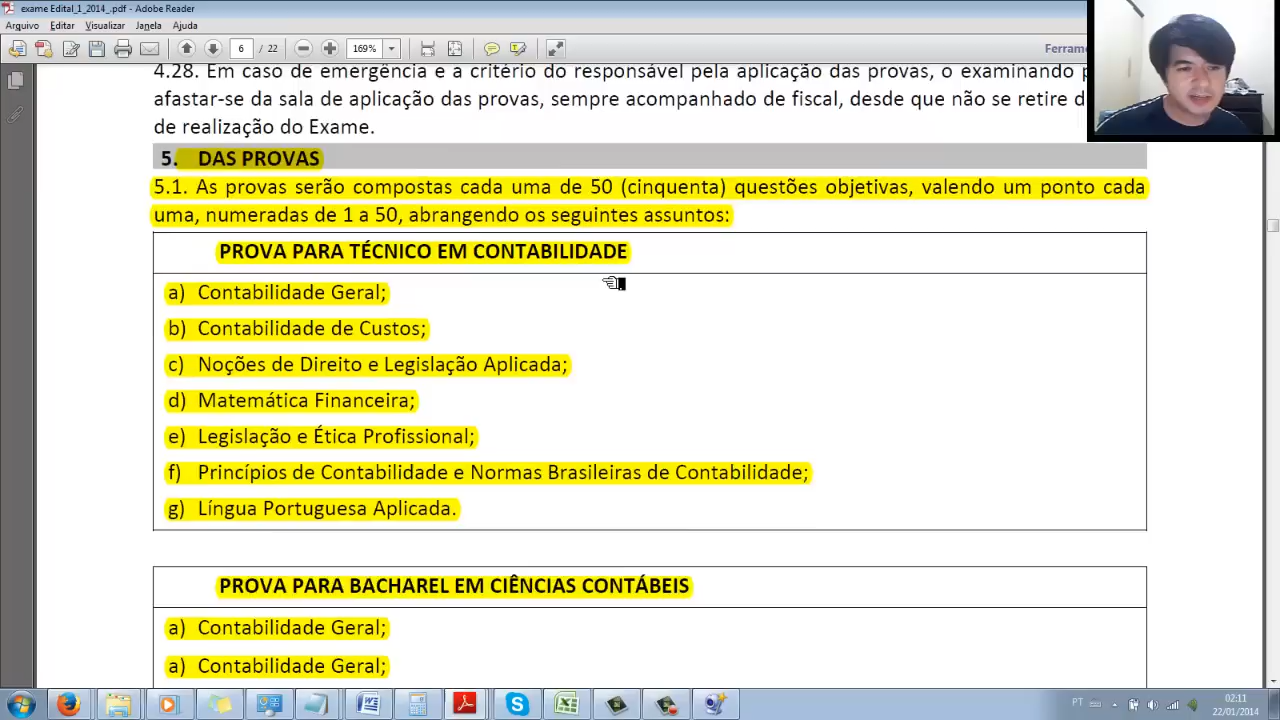 exame Edital_1_2014_.pdf - Adobe Reader
Arquivo Editar Visualizar Janela Ajuda
6 / 22 169% Ferram
4.28. Em caso de emergência e a critério do responsável pela aplicação das provas, o examinando p
afastar-se da sala de aplicação das provas, sempre acompanhado de fiscal, desde que não se retire d
de realização do Exame.
5. DAS PROVAS
5.1. As provas serão compostas cada uma de 50 (cinquenta) questões objetivas, valendo um ponto cada
uma, numeradas de 1 a 50, abrangendo os seguintes assuntos:
PROVA PARA TÉCNICO EM CONTABILIDADE
a) Contabilidade Geral;
b) Contabilidade de Custos;
c) Noções de Direito e Legislação Aplicada;
d) Matemática Financeira;
e) Legislação e Ética Profissional;
f) Princípios de Contabilidade e Normas Brasileiras de Contabilidade;
g) Língua Portuguesa Aplicada.
PROVA PARA BACHAREL EM CIÊNCIAS CONTÁBEIS
a) Contabilidade Geral;
a) Contabilidade Geral;
PT
02:11
22/01/2014